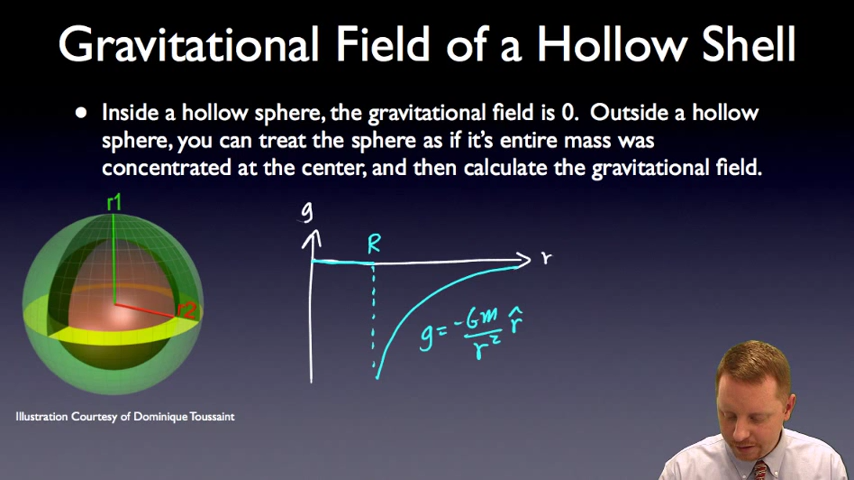 Gravitational Field of a Hollow Shell
• Inside a hollow sphere, the gravitational field is 0. Outside a hollow
sphere, you can treat the sphere as if it's entire mass was
concentrated at the center, and then calculate the gravitational field.
r1
r2
Illustration Courtesy of Dominique Toussaint
g
R
r
g = -Gm/r² r̂